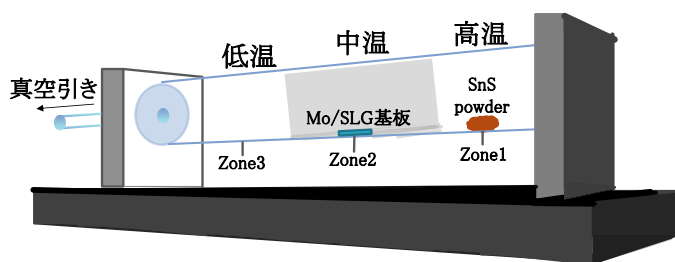 低温
中温
高温
真空引き
SnS
powder
Mo/SLG基板
Zone3
Zone2
Zone1